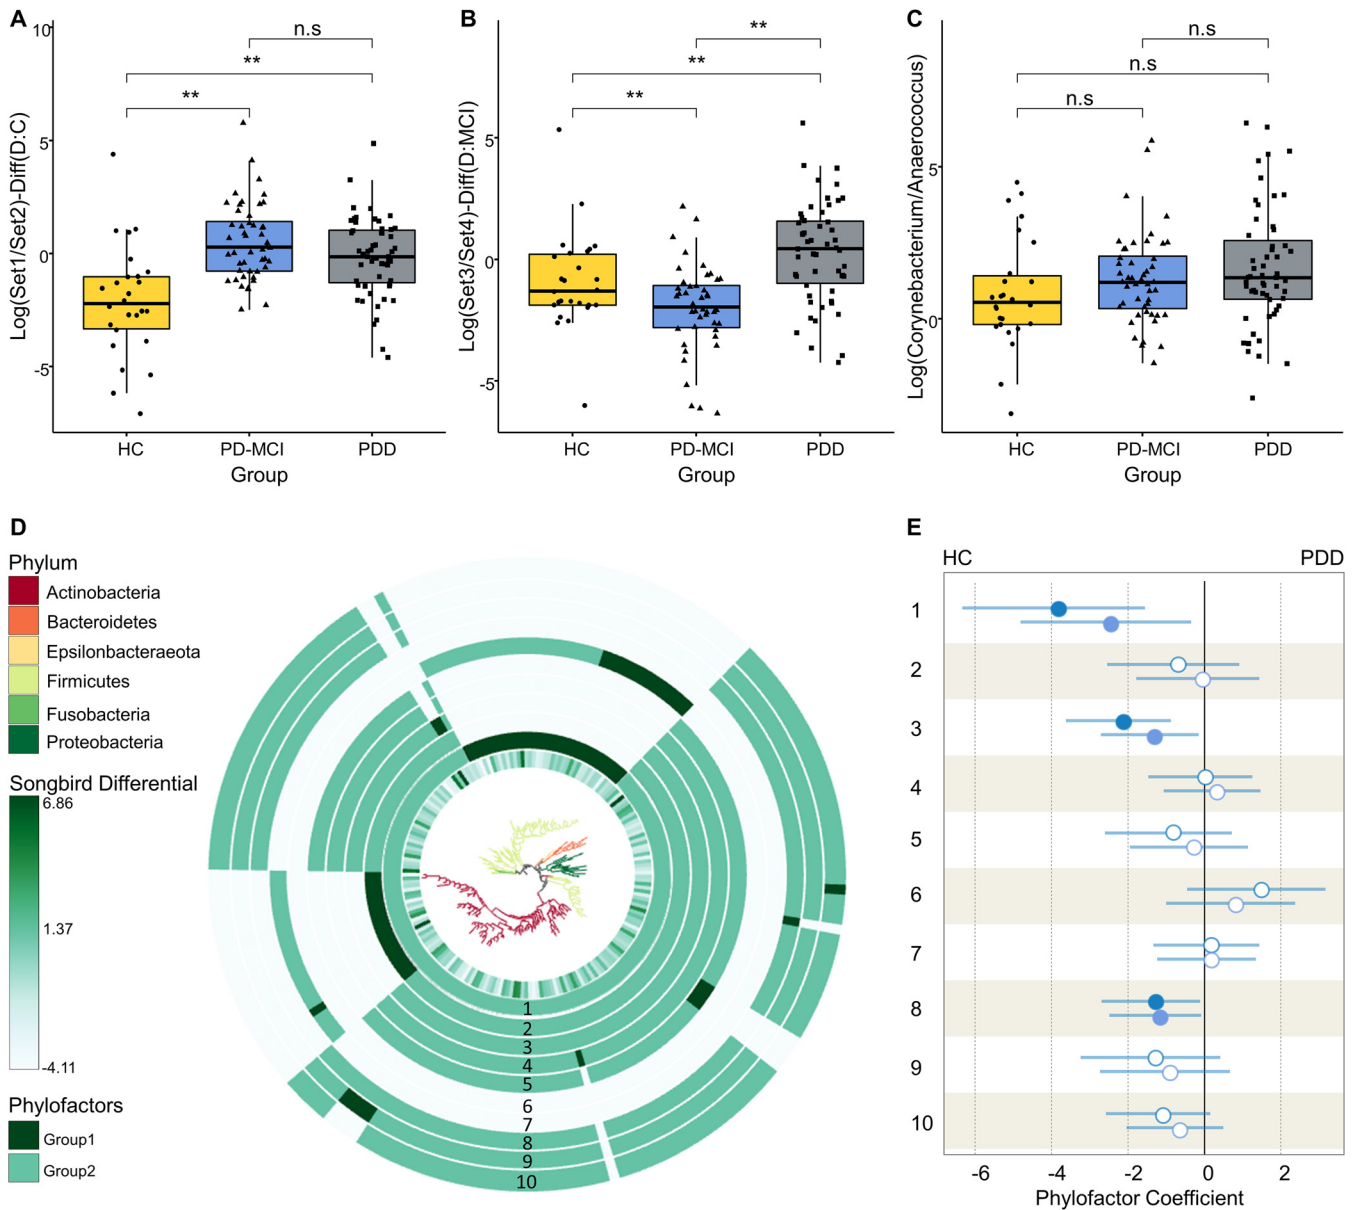 A
Log(Set1/Set2)-Diff(D:C)
10
5
0
-5
n.s
**
**
HC
PD-MCI
PDD
Group
B
Log(Set3/Set4)-Diff(D:MCI)
5
0
-5
**
**
**
HC
PD-MCI
PDD
Group
C
Log(Corynebacterium/Anaerococcus)
5
0
n.s
n.s
n.s
HC
PD-MCI
PDD
Group
D
Phylum
Actinobacteria
Bacteroidetes
Epsilonbacteraeota
Firmicutes
Fusobacteria
Proteobacteria
Songbird Differential
6.86
1.37
-4.11
Phylofactors
Group1
Group2
1
2
3
4
5
6
7
8
9
10
E
HC
PDD
1
2
3
4
5
6
7
8
9
10
-6
-4
-2
0
2
Phylofactor Coefficient